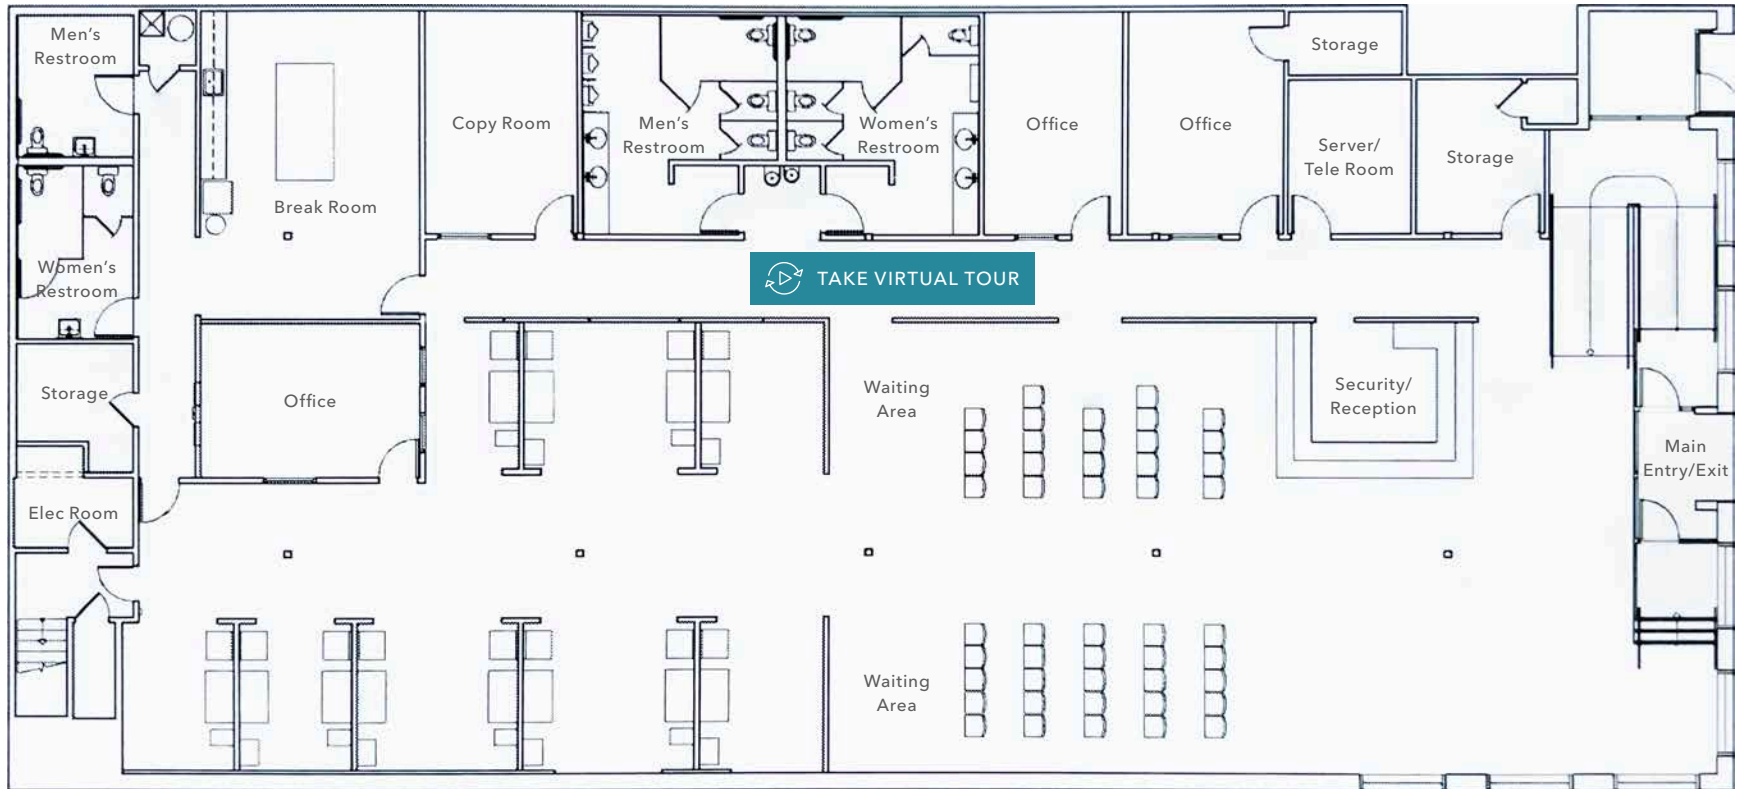 Men's
Restroom
Storage
Copy Room
Men's
Restroom
Women's
Restroom
Office
Office
Server/
Tele Room
Storage
Break Room
Women's
Restroom
TAKE VIRTUAL TOUR
Storage
Office
Waiting
Area
Security/
Reception
Main
Entry/Exit
Elec Room
Waiting
Area